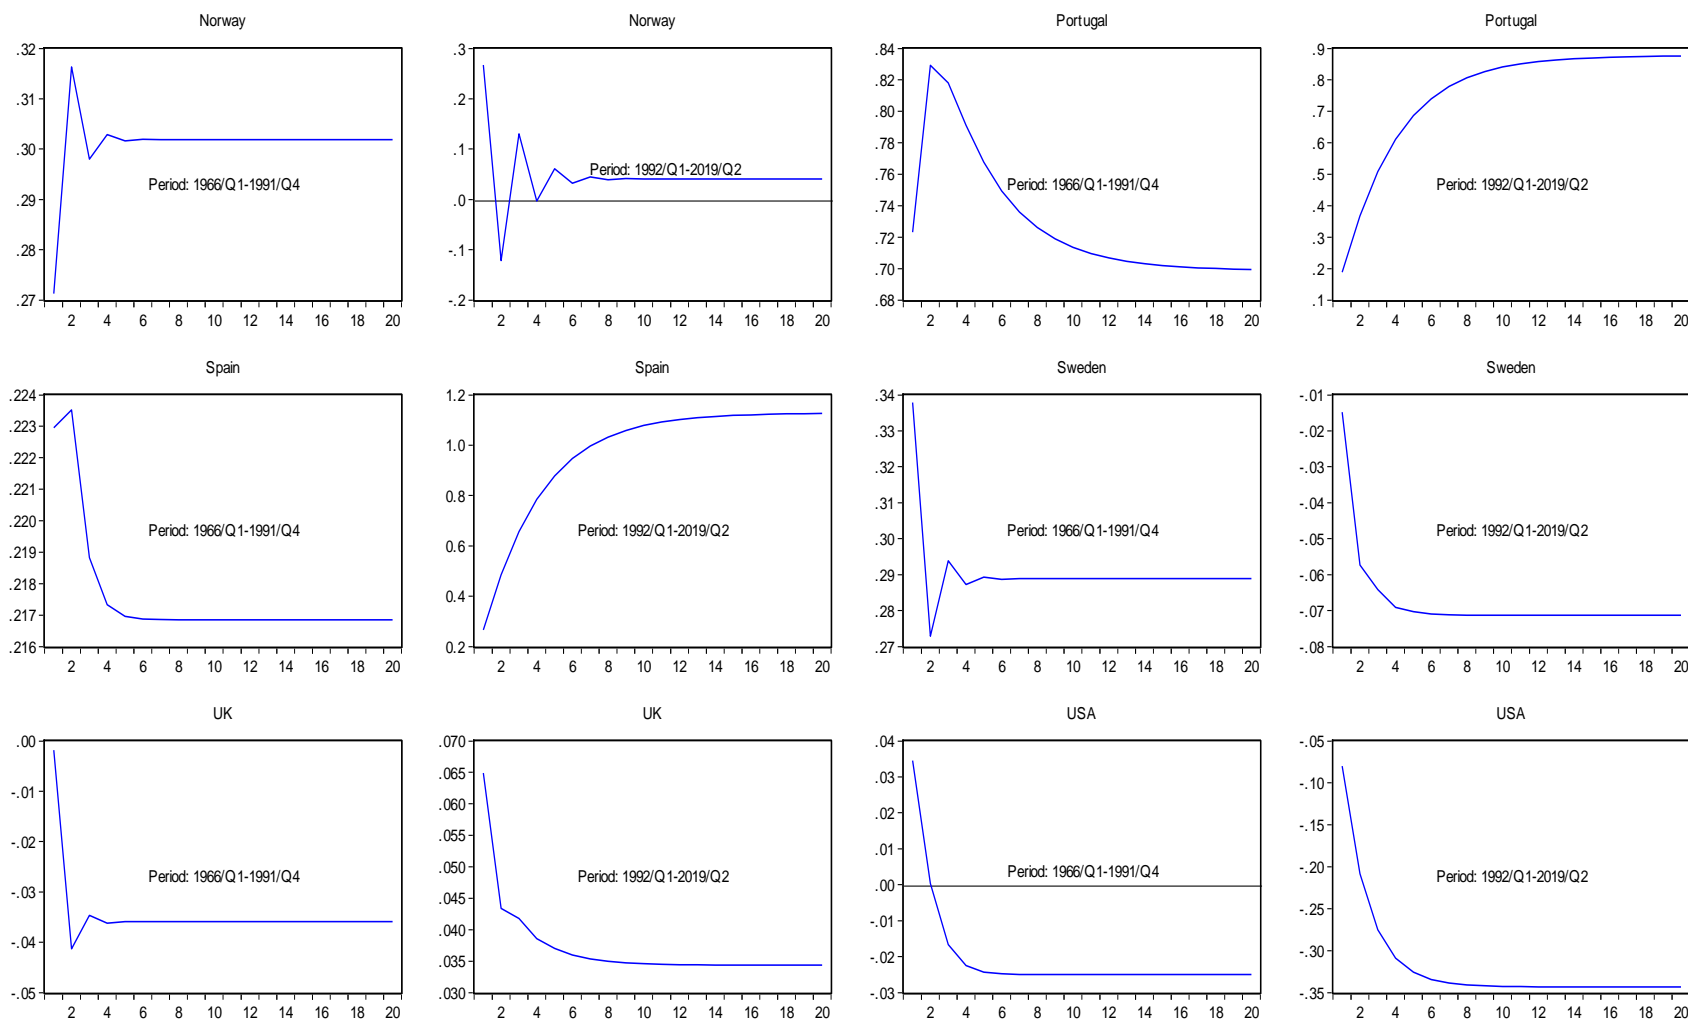 Norway
Norway
Portugal
Portugal
.32
.31
.30
.29
.28
.27
Period: 1966/Q1-1991/Q4
2 4 6 8 10 12 14 16 18 20
.3
.2
.1
.0
-.1
-.2
Period: 1992/Q1-2019/Q2
2 4 6 8 10 12 14 16 18 20
.84
.82
.80
.78
.76
.74
.72
.70
.68
Period: 1966/Q1-1991/Q4
2 4 6 8 10 12 14 16 18 20
.9
.8
.7
.6
.5
.4
.3
.2
.1
Period: 1992/Q1-2019/Q2
2 4 6 8 10 12 14 16 18 20
Spain
Spain
Sweden
Sweden
.224
.223
.222
.221
.220
.219
.218
.217
.216
Period: 1966/Q1-1991/Q4
2 4 6 8 10 12 14 16 18 20
1.2
1.0
0.8
0.6
0.4
0.2
Period: 1992/Q1-2019/Q2
2 4 6 8 10 12 14 16 18 20
.34
.33
.32
.31
.30
.29
.28
.27
Period: 1966/Q1-1991/Q4
2 4 6 8 10 12 14 16 18 20
-.01
-.02
-.03
-.04
-.05
-.06
-.07
-.08
Period: 1992/Q1-2019/Q2
2 4 6 8 10 12 14 16 18 20
UK
UK
USA
USA
.00
-.01
-.02
-.03
-.04
-.05
Period: 1966/Q1-1991/Q4
2 4 6 8 10 12 14 16 18 20
.070
.065
.060
.055
.050
.045
.040
.035
.030
Period: 1992/Q1-2019/Q2
2 4 6 8 10 12 14 16 18 20
.04
.03
.02
.01
.00
-.01
-.02
-.03
Period: 1966/Q1-1991/Q4
2 4 6 8 10 12 14 16 18 20
-.05
-.10
-.15
-.20
-.25
-.30
-.35
Period: 1992/Q1-2019/Q2
2 4 6 8 10 12 14 16 18 20